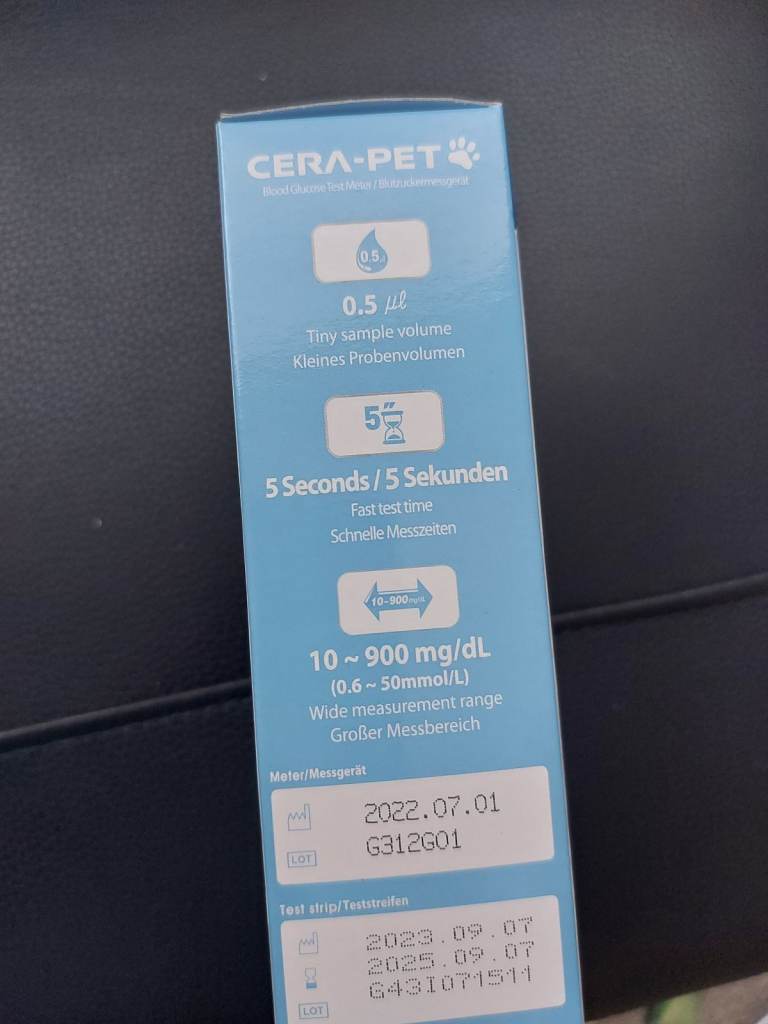 CERA-PET
Blood Glucose Test Meter / Blutzuckermessgerät
0.5 µl
0.5 µl
Tiny sample volume
Kleines Probenvolumen
5″
5 Seconds / 5 Sekunden
Fast test time
Schnelle Messzeiten
10~900 mg/dL
10 ~ 900 mg/dL
(0.6 ~ 50mmol/L)
Wide measurement range
Großer Messbereich
Meter/Messgerät
2022.07.01
LOT G312G01
Test strip/Teststreifen
2023.09.07
2025.09.07
LOT G43I071511